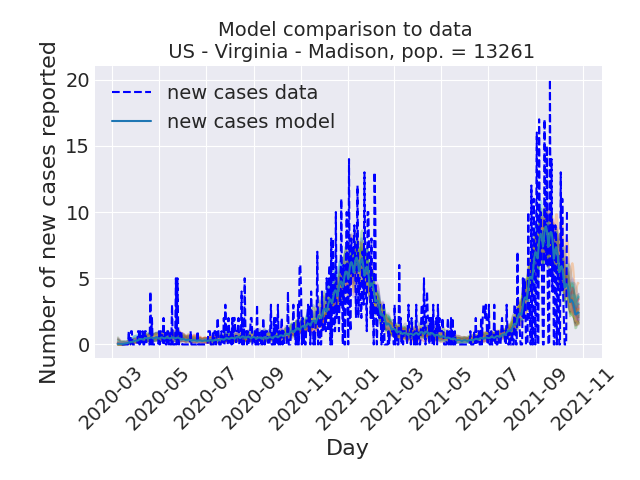 Model comparison to data
US - Virginia - Madison, pop. = 13261
Number of new cases reported
20
15
10
5
0
new cases data
new cases model
2020-03
2020-05
2020-07
2020-09
2020-11
2021-01
2021-03
2021-05
2021-07
2021-09
2021-11
Day